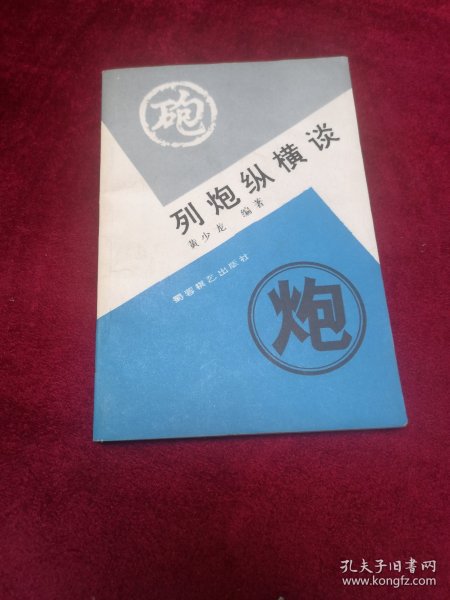 砲
列炮纵横谈
黄少龙 编著
蜀蓉棋艺出版社
炮
孔夫子旧书网
www.kongfz.com